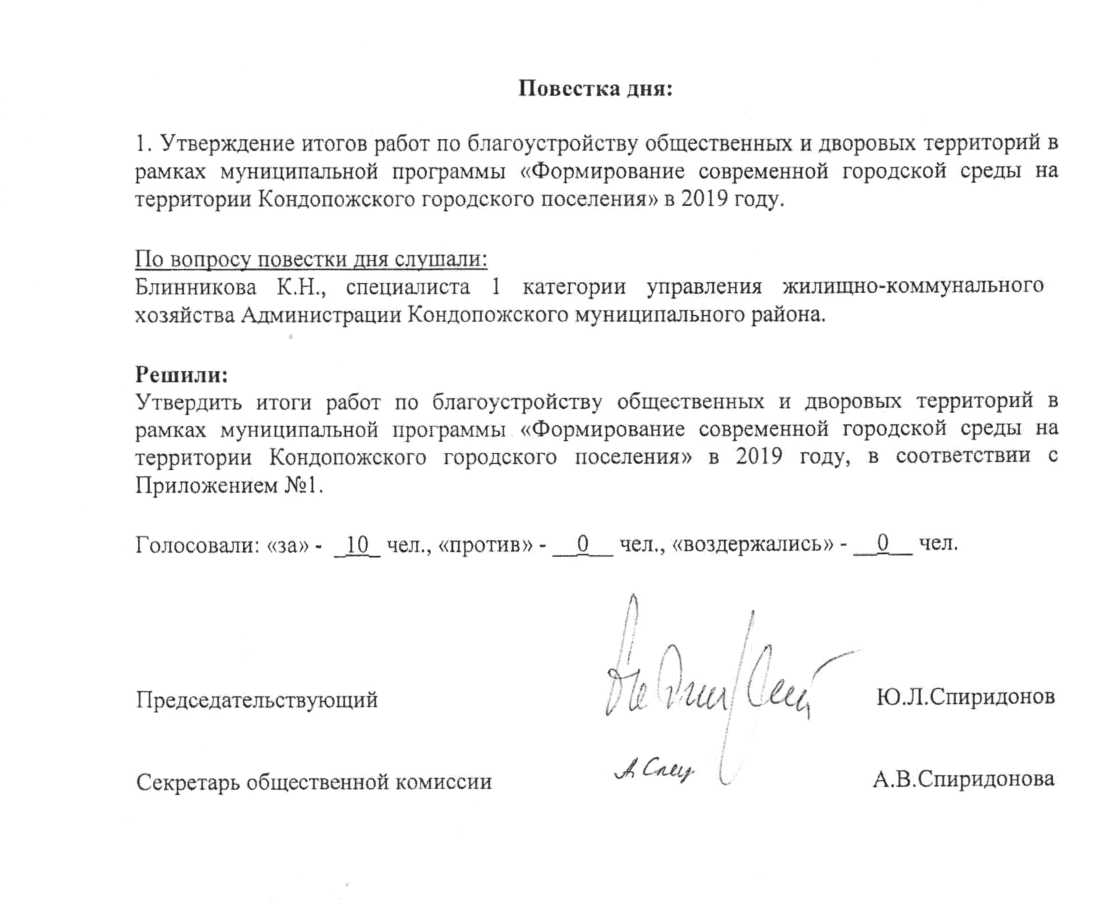 Повестка дня:
1. Утверждение итогов работ по благоустройству общественных и дворовых территорий в
рамках муниципальной программы «Формирование современной городской среды на
территории Кондопожского городского поселения» в 2019 году.
По вопросу повестки дня слушали:
Блинникова К.Н., специалиста 1 категории управления жилищно-коммунального
хозяйства Администрации Кондопожского муниципального района.
Решили:
Утвердить итоги работ по благоустройству общественных и дворовых территорий в
рамках муниципальной программы «Формирование современной городской среды на
территории Кондопожского городского поселения» в 2019 году, в соответствии с
Приложением №1.
Голосовали: «за» - 10 чел., «против» - 0 чел., «воздержались» - 0 чел.
Председательствующий Ю.Л.Спиридонов
Секретарь общественной комиссии А.В.Спиридонова